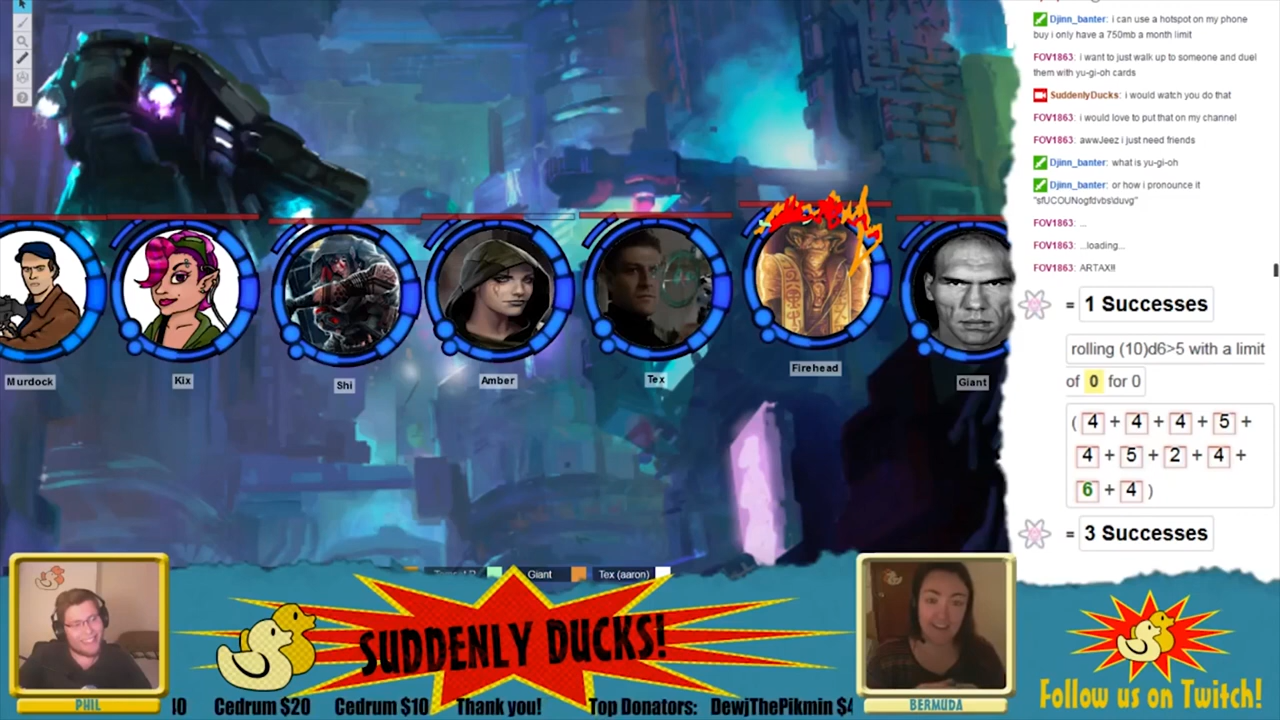 Djinn_banter: i can use a hotspot on my phone
buy i only have a 750mb a month limit
FOV1863: i want to just walk up to someone and duel
them with yu-gi-oh cards
SuddenlyDucks: i would watch you do that
FOV1863: i would love to put that on my channel
FOV1863: awwJeez i just need friends
Djinn_banter: what is yu-gi-oh
Djinn_banter: or how i pronounce it
"sfUCOUNogfdvbs\duvg"
FOV1863: ...
FOV1863: ...loading...
FOV1863: ARTAX!!
= 1 Successes
rolling (10)d6>5 with a limit
of 0 for 0
( 4 + 4 + 4 + 5 +
4 + 5 + 2 + 4 +
6 + 4 )
= 3 Successes
Murdock
Kix
Shi
Amber
Tex
Firehead
Giant
Giant
Tex (aaron)
SUDDENLY DUCKS!
PHIL
BERMUDA
Cedrum $20 Cedrum $10 Thank you! Top Donators: DewjThePikmin
Follow us on Twitch!